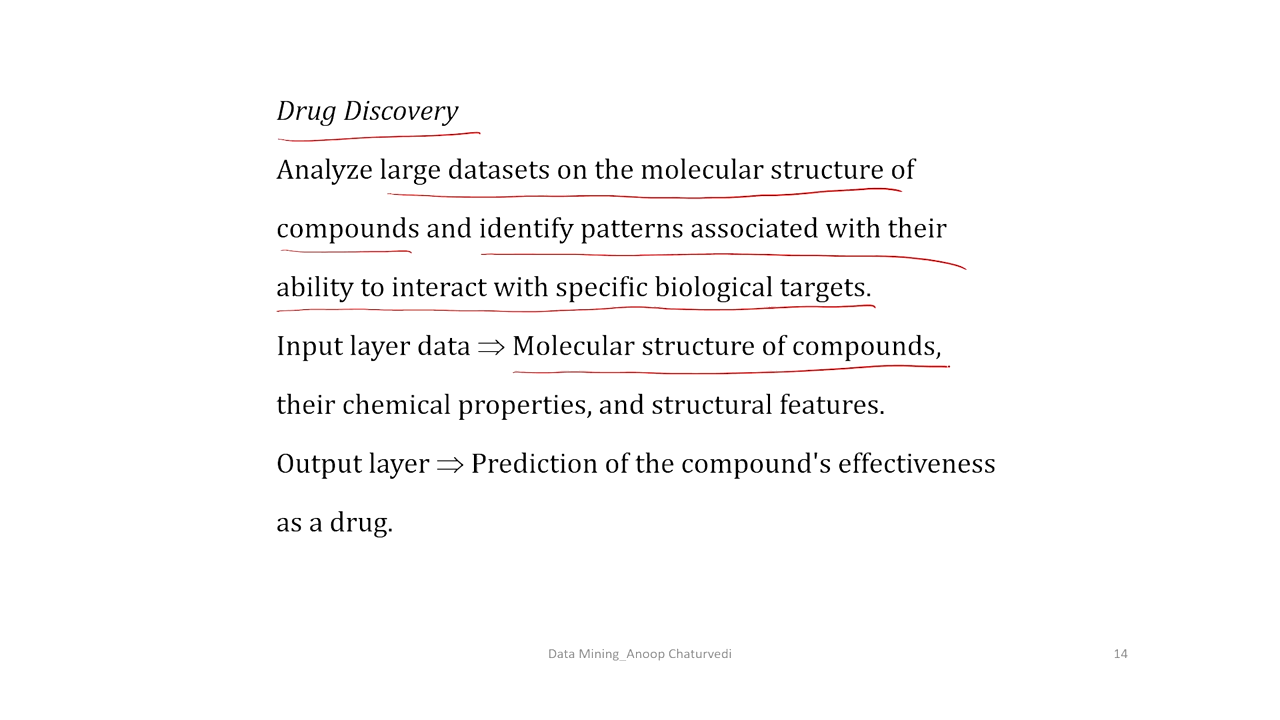 Drug Discovery
Analyze large datasets on the molecular structure of
compounds and identify patterns associated with their
ability to interact with specific biological targets.
Input layer data ⇒ Molecular structure of compounds,
their chemical properties, and structural features.
Output layer ⇒ Prediction of the compound's effectiveness
as a drug.
Data Mining_Anoop Chaturvedi
14